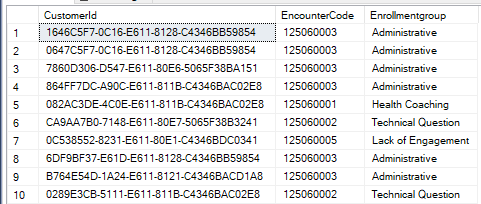 CustomerId EncounterCode Enrollmentgroup
1 1646C5F7-0C16-E611-8128-C4346BB59854 125060003 Administrative
2 0647C5F7-0C16-E611-8128-C4346BB59854 125060003 Administrative
3 7860D306-D547-E611-80E6-5065F38BA151 125060003 Administrative
4 864FF7DC-A90C-E611-811B-C4346BAC02E8 125060003 Administrative
5 082AC3DE-4C0E-E611-811B-C4346BAC02E8 125060001 Health Coaching
6 CA9AA7B0-7148-E611-80E7-5065F38B3241 125060002 Technical Question
7 0C538552-8231-E611-80E1-C4346BDC0341 125060005 Lack of Engagement
8 6DF9BF37-E61D-E611-8128-C4346BB59854 125060003 Administrative
9 B764E54D-1A24-E611-8121-C4346BACD1A8 125060003 Administrative
10 0289E3CB-5111-E611-811B-C4346BAC02E8 125060002 Technical Question